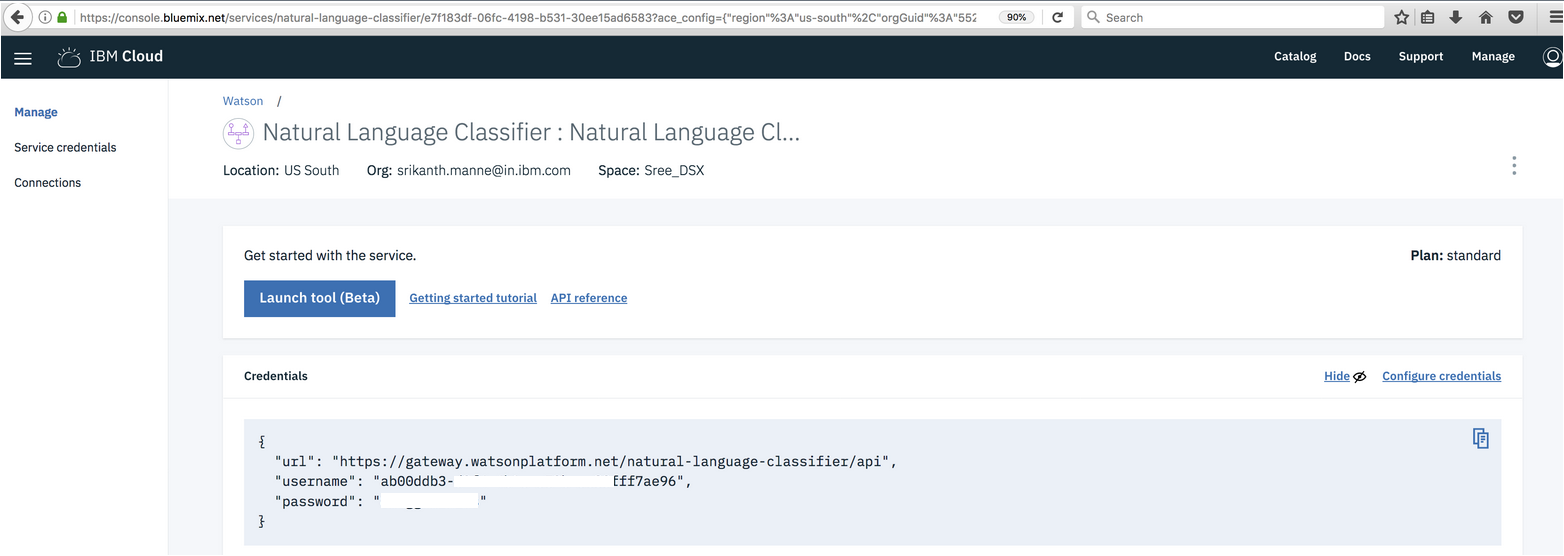 https://console.bluemix.net/services/natural-language-classifier/e7f183df-06fc-4198-b531-30ee15ad6583?ace_config={"region"%3A"us-south"%2C"orgGuid"%3A"552 90% Search
IBM Cloud Catalog Docs Support Manage
Manage
Service credentials
Connections
Watson /
Natural Language Classifier : Natural Language Cl...
Location: US South Org: srikanth.manne@in.ibm.com Space: Sree_DSX
Get started with the service. Plan: standard
Launch tool (Beta) Getting started tutorial API reference
Credentials Hide Configure credentials
{
"url": "https://gateway.watsonplatform.net/natural-language-classifier/api",
"username": "ab00ddb3- fff7ae96",
"password": " "
}